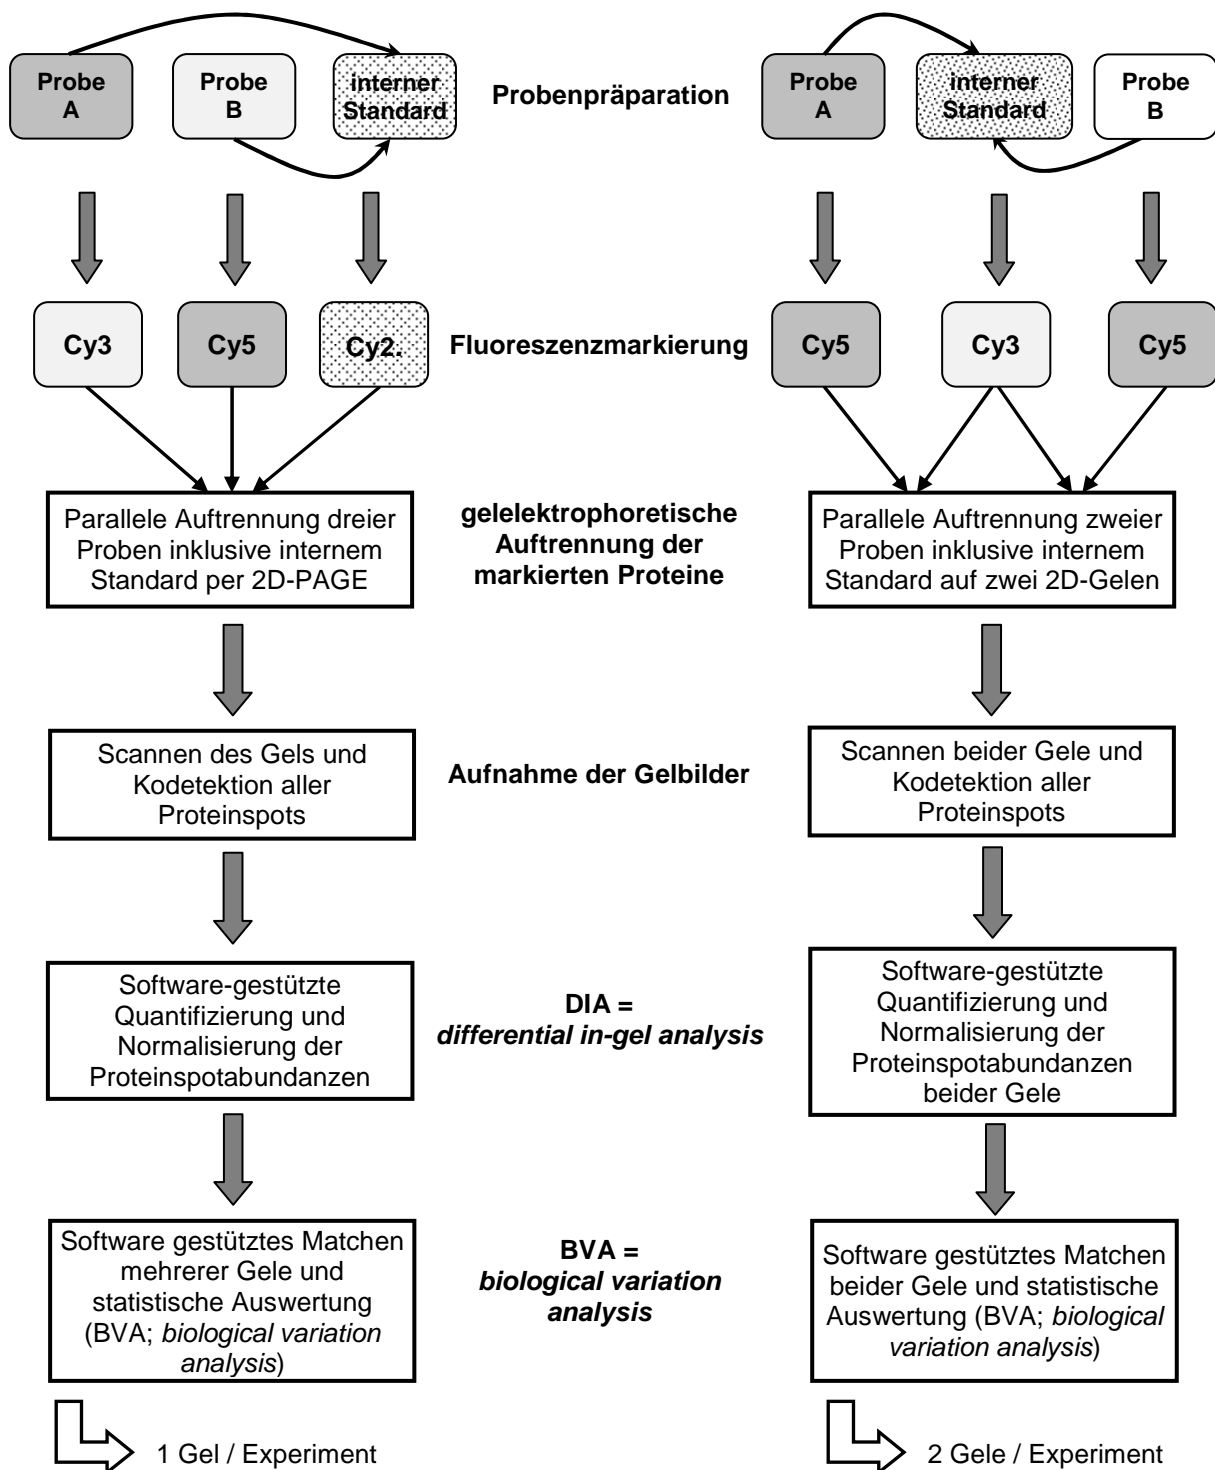 Probe
A
Probe
B
interner
Standard
Probenpräparation
Probe
A
interner
Standard
Probe
B
Cy3
Cy5
Cy2.
Fluoreszenzmarkierung
Cy5
Cy3
Cy5
Parallele Auftrennung dreier
Proben inklusive internem
Standard per 2D-PAGE
gelelektrophoretische
Auftrennung der
markierten Proteine
Parallele Auftrennung zweier
Proben inklusive internem
Standard auf zwei 2D-Gelen
Scannen des Gels und
Kodetektion aller
Proteinspots
Aufnahme der Gelbilder
Scannen beider Gele und
Kodetektion aller
Proteinspots
Software-gestützte
Quantifizierung und
Normalisierung der
Proteinspotabundanzen
DIA =
differential in-gel analysis
Software-gestützte
Quantifizierung und
Normalisierung der
Proteinspotabundanzen
beider Gele
Software gestütztes Matchen
mehrerer Gele und
statistische Auswertung
(BVA; biological variation
analysis)
BVA =
biological variation
analysis
Software gestütztes Matchen
beider Gele und statistische
Auswertung (BVA; biological
variation analysis)
1 Gel / Experiment
2 Gele / Experiment